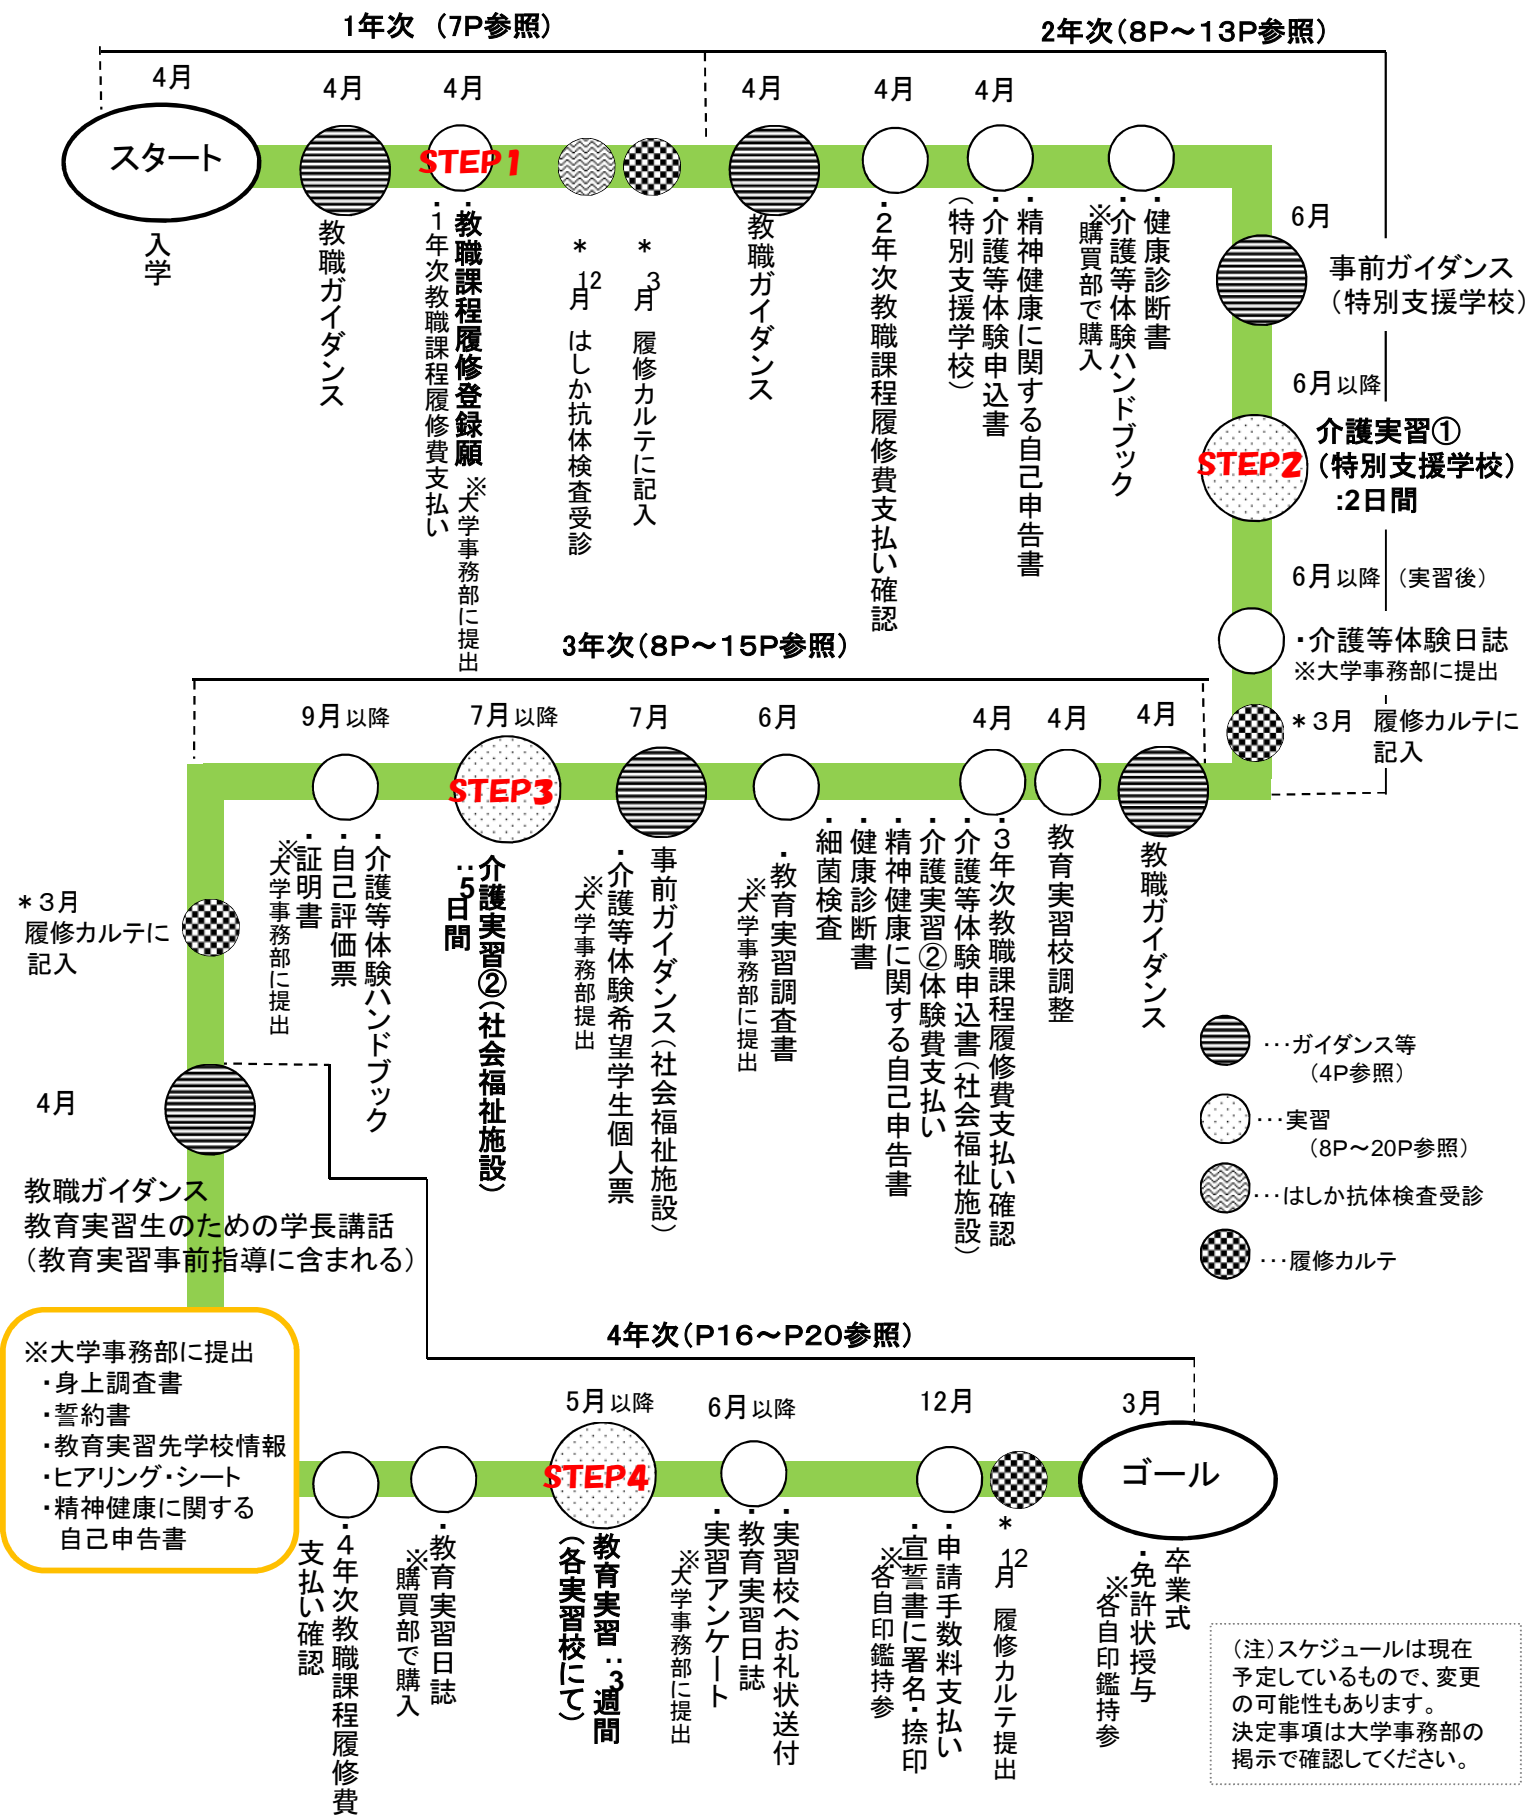 1年次 (7P参照)
2年次(8P～13P参照)
4月
スタート
入学
4月
教職ガイダンス
4月
STEP1
・教職課程履修登録願
※大学事務部に提出
・1年次教職課程履修費支払い
*
12月 はしか抗体検査受診
*
3月 履修カルテに記入
4月
教職ガイダンス
4月
・2年次教職課程履修費支払い確認
4月
・精神健康に関する自己申告書
・介護等体験申込書
(特別支援学校)
・健康診断書
・介護等体験ハンドブック
※購買部で購入
6月
事前ガイダンス
(特別支援学校)
6月以降
STEP2
介護実習①
(特別支援学校)
:2日間
6月以降 (実習後)
・介護等体験日誌
※大学事務部に提出
*3月 履修カルテに
記入
3年次(8P～15P参照)
4月
教職ガイダンス
4月
教育実習校調整
4月
・3年次教職課程履修費支払い確認
・介護等体験申込書(社会福祉施設)
・介護実習②体験費支払い
・精神健康に関する自己申告書
・健康診断書
・細菌検査
6月
・教育実習調査書
※大学事務部に提出
7月
事前ガイダンス(社会福祉施設)
・介護等体験希望学生個人票
※大学事務部提出
7月以降
STEP3
介護実習②(社会福祉施設)
:5日間
9月以降
・介護等体験ハンドブック
・自己評価票
・証明書
※大学事務部に提出
*3月
履修カルテに
記入
4月
教職ガイダンス
教育実習生のための学長講話
(教育実習事前指導に含まれる)
…ガイダンス等
(4P参照)
…実習
(8P～20P参照)
…はしか抗体検査受診
…履修カルテ
4年次(P16～P20参照)
※大学事務部に提出
・身上調査書
・誓約書
・教育実習先学校情報
・ヒアリング・シート
・精神健康に関する
自己申告書
・4年次教職課程履修費
支払い確認
・教育実習日誌
※購買部で購入
5月以降
STEP4
教育実習:3週間
(各実習校にて)
6月以降
・実習校へお礼状送付
・教育実習日誌
・実習アンケート
※大学事務部に提出
12月
・申請手数料支払い
・宣誓書に署名・捺印
※各自印鑑持参
*
12月 履修カルテ提出
3月
ゴール
卒業式
・免許状授与
※各自印鑑持参
(注)スケジュールは現在
予定しているもので、変更
の可能性もあります。
決定事項は大学事務部の
掲示で確認してください。